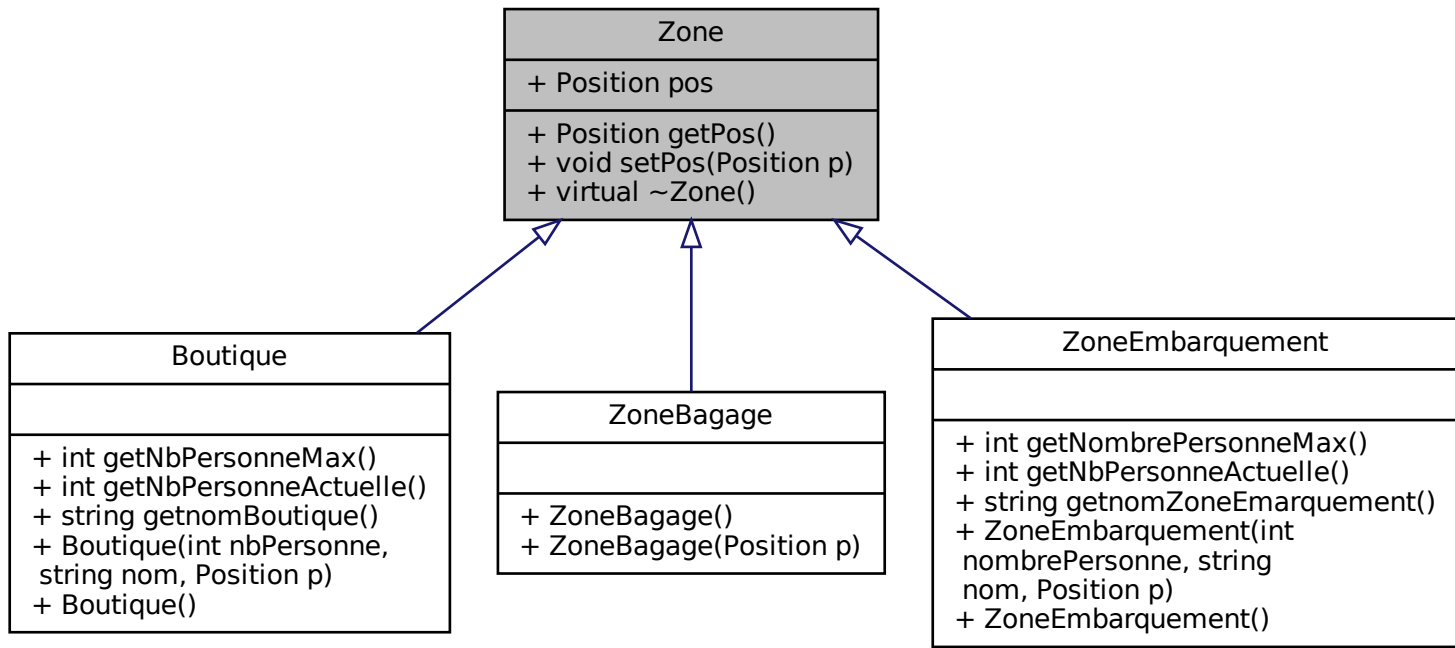 Zone
+ Position pos
+ Position getPos()
+ void setPos(Position p)
+ virtual ~Zone()
Boutique
+ int getNbPersonneMax()
+ int getNbPersonneActuelle()
+ string getnomBoutique()
+ Boutique(int nbPersonne,
string nom, Position p)
+ Boutique()
ZoneBagage
+ ZoneBagage()
+ ZoneBagage(Position p)
ZoneEmbarquement
+ int getNombrePersonneMax()
+ int getNbPersonneActuelle()
+ string getnomZoneEmarquement()
+ ZoneEmbarquement(int
nombrePersonne, string
nom, Position p)
+ ZoneEmbarquement()